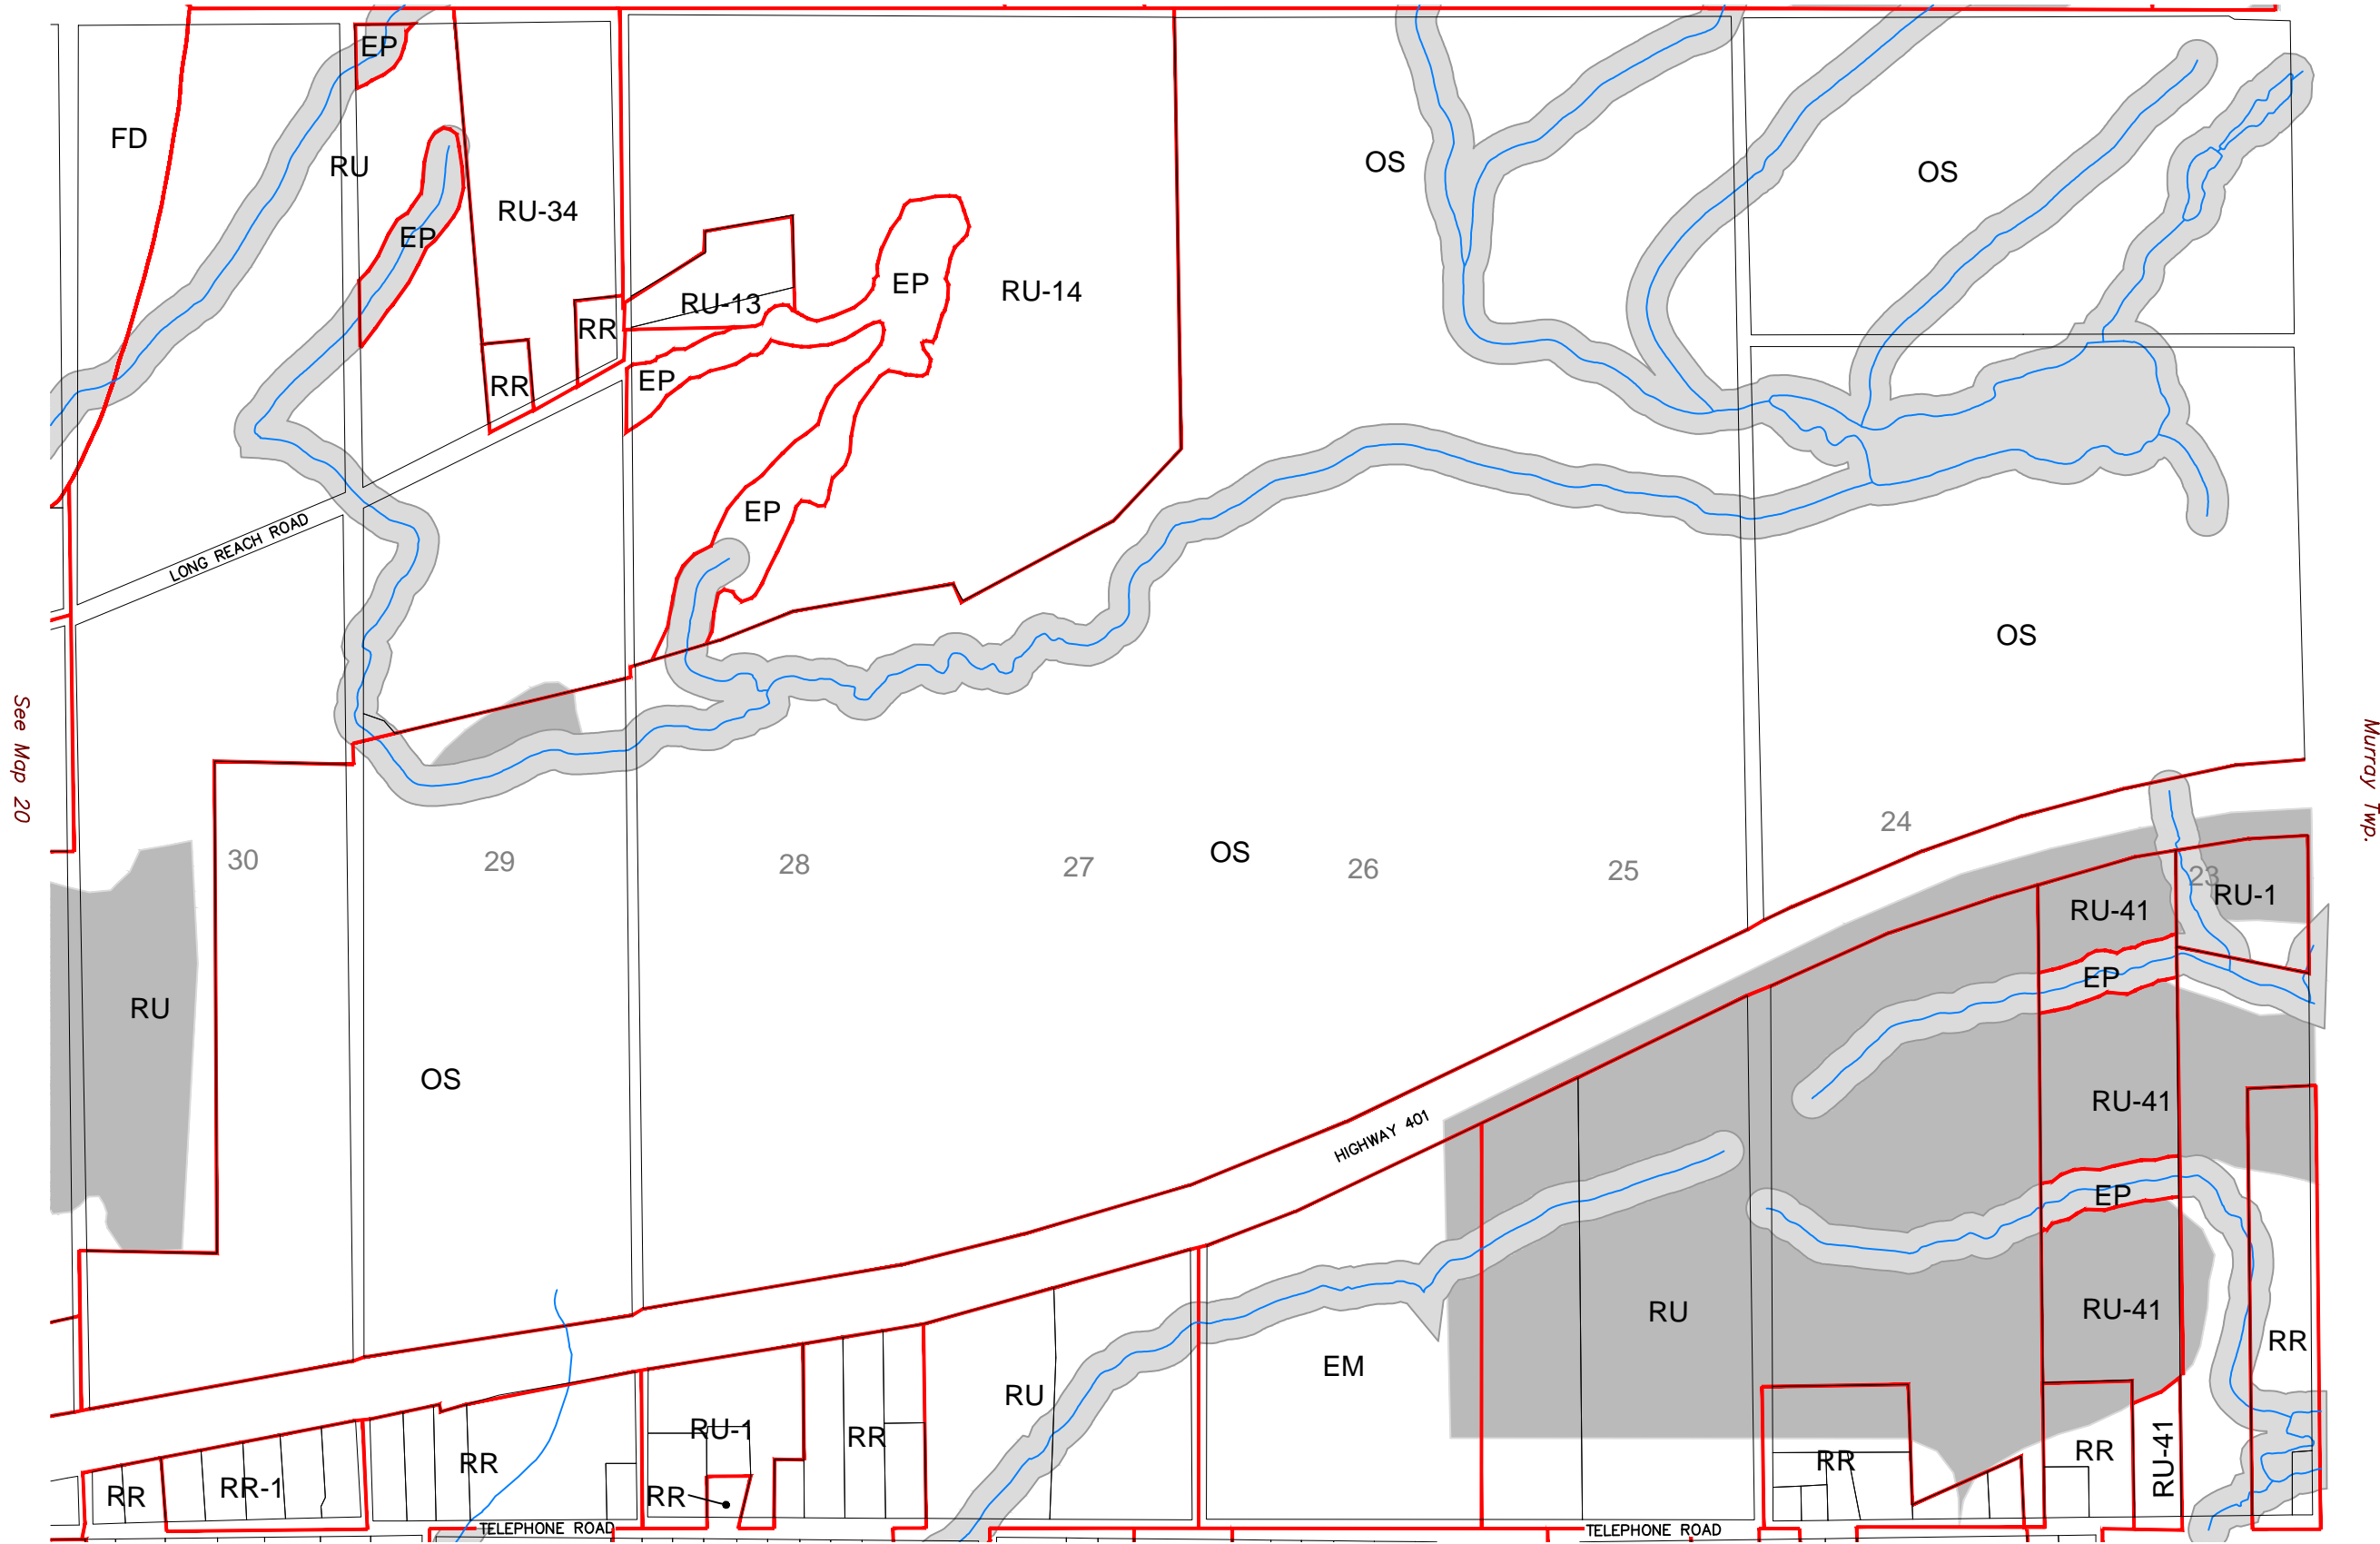 EP
FD
RU
OS
OS
RU-34
EP
EP
RU-14
RU-13
RR
RR
EP
EP
LONG REACH ROAD
OS
See Map 20
Murray Twp.
24
30
29
28
27
OS
26
25
23
RU-1
RU-41
EP
RU
OS
RU-41
HIGHWAY 401
EP
RU
RU-41
RR
EM
RU
RU-1
RR
RR
RR
RR
RU-41
RR
RR-1
RR
RR
TELEPHONE ROAD
TELEPHONE ROAD